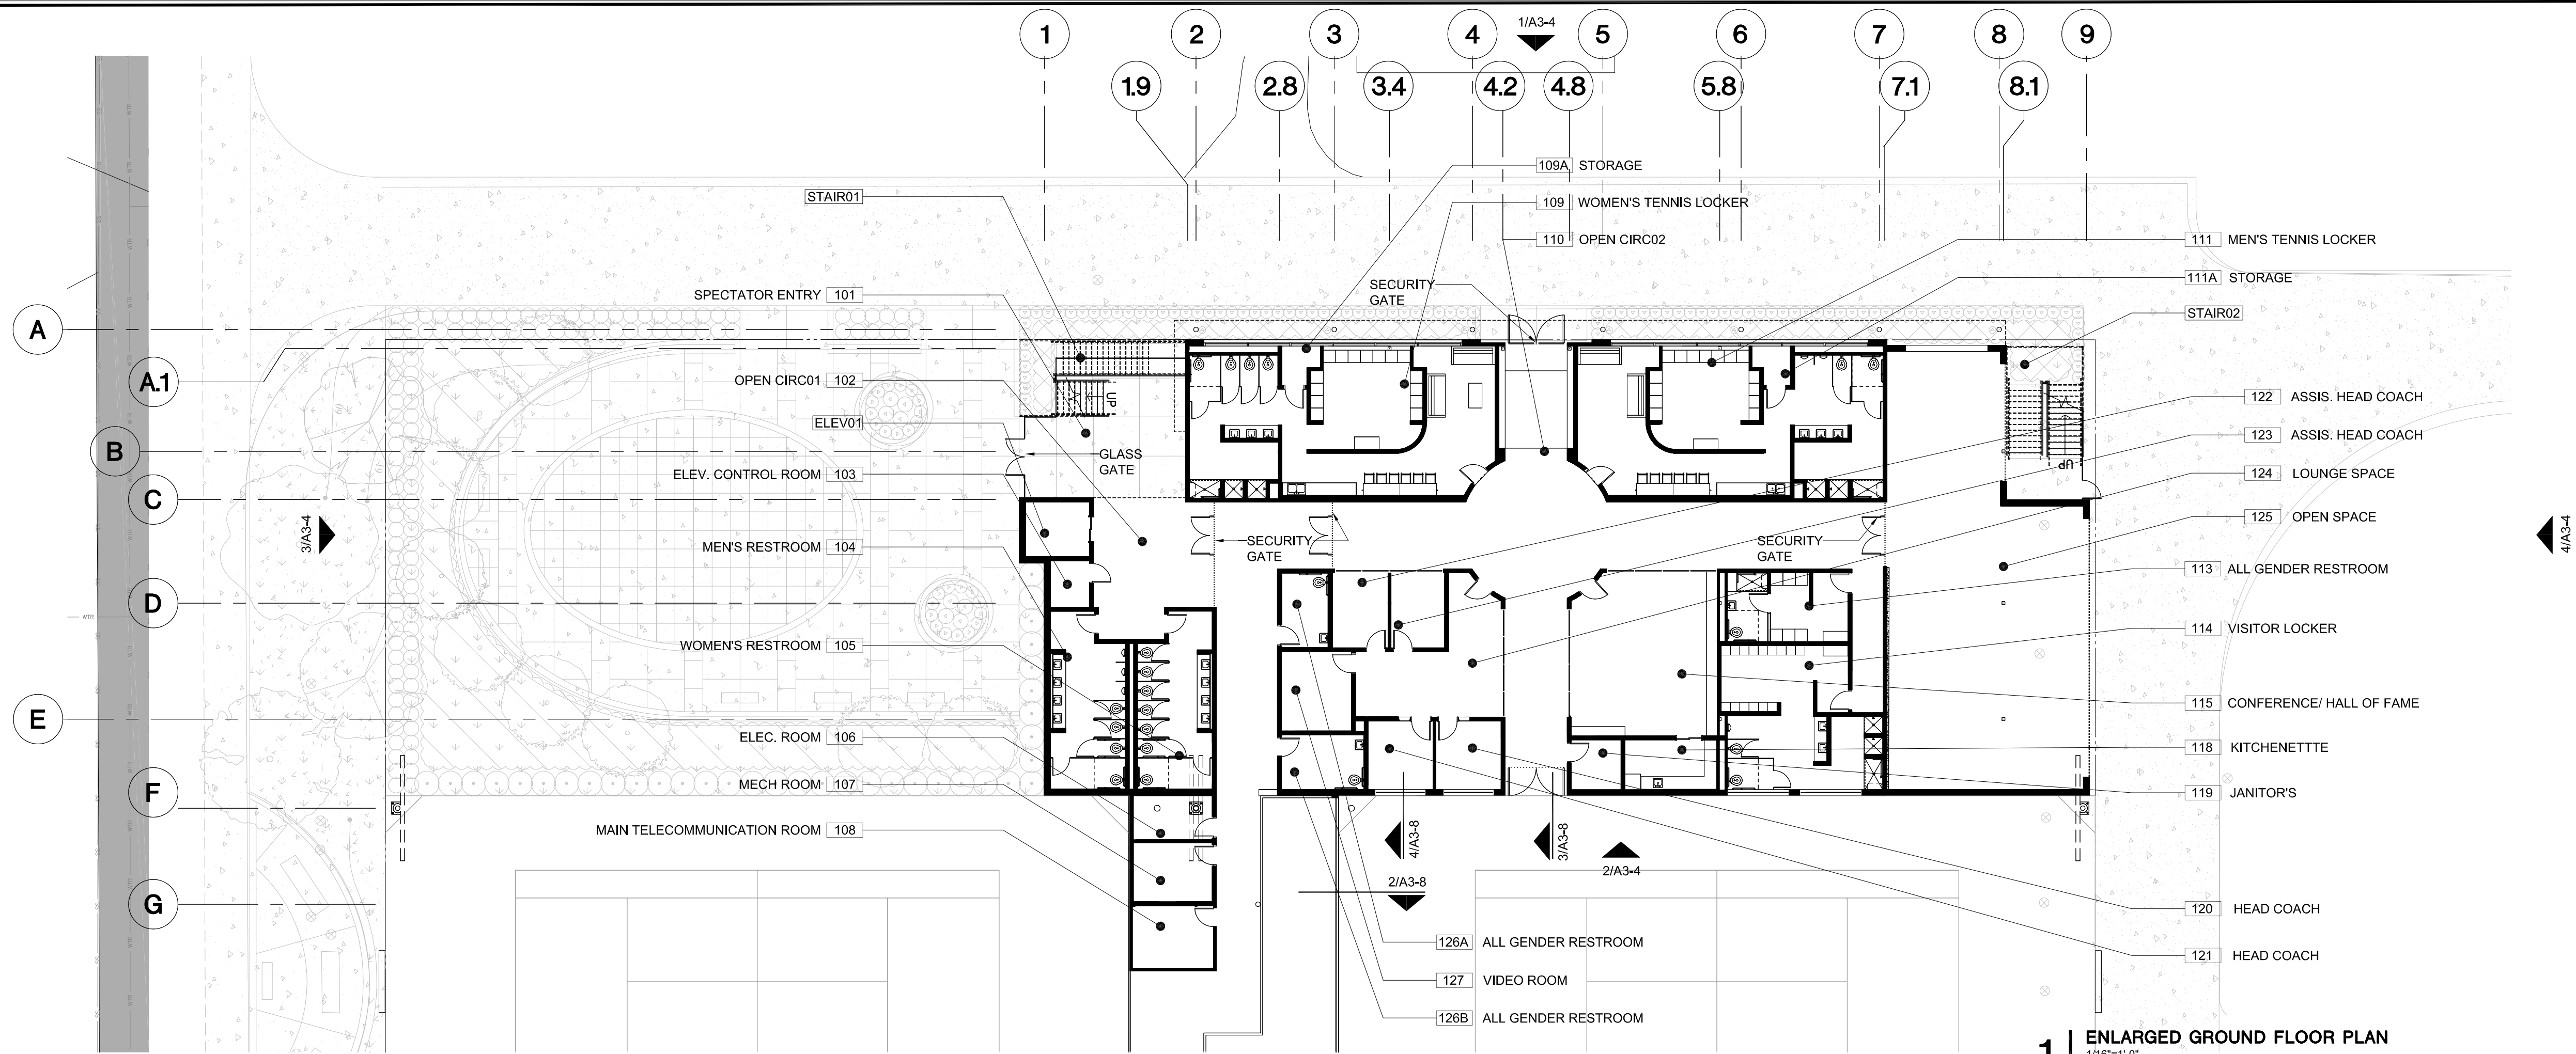 1
2
3
4
1/A3-4
5
6
7
8
9
1.9
2.8
3.4
4.2
4.8
5.8
7.1
8.1
109A STORAGE
STAIR01
109 WOMEN'S TENNIS LOCKER
110 OPEN CIRC02
111 MEN'S TENNIS LOCKER
111A STORAGE
SECURITY
GATE
SPECTATOR ENTRY 101
STAIR02
A
A.1
OPEN CIRC01 102
UP
122 ASSIS. HEAD COACH
ELEV01
123 ASSIS. HEAD COACH
B
GLASS
GATE
UP
ELEV. CONTROL ROOM 103
124 LOUNGE SPACE
C
125 OPEN SPACE
3/A3-4
4/A3-4
MEN'S RESTROOM 104
SECURITY
GATE
SECURITY
GATE
113 ALL GENDER RESTROOM
D
WTR
114 VISITOR LOCKER
WOMEN'S RESTROOM 105
115 CONFERENCE/ HALL OF FAME
E
ELEC. ROOM 106
118 KITCHENETTTE
MECH ROOM 107
119 JANITOR'S
F
MAIN TELECOMMUNICATION ROOM 108
4/A3-8
3/A3-8
2/A3-4
2/A3-8
G
120 HEAD COACH
126A ALL GENDER RESTROOM
121 HEAD COACH
127 VIDEO ROOM
126B ALL GENDER RESTROOM
1 ENLARGED GROUND FLOOR PLAN
1/16"=1'-0"